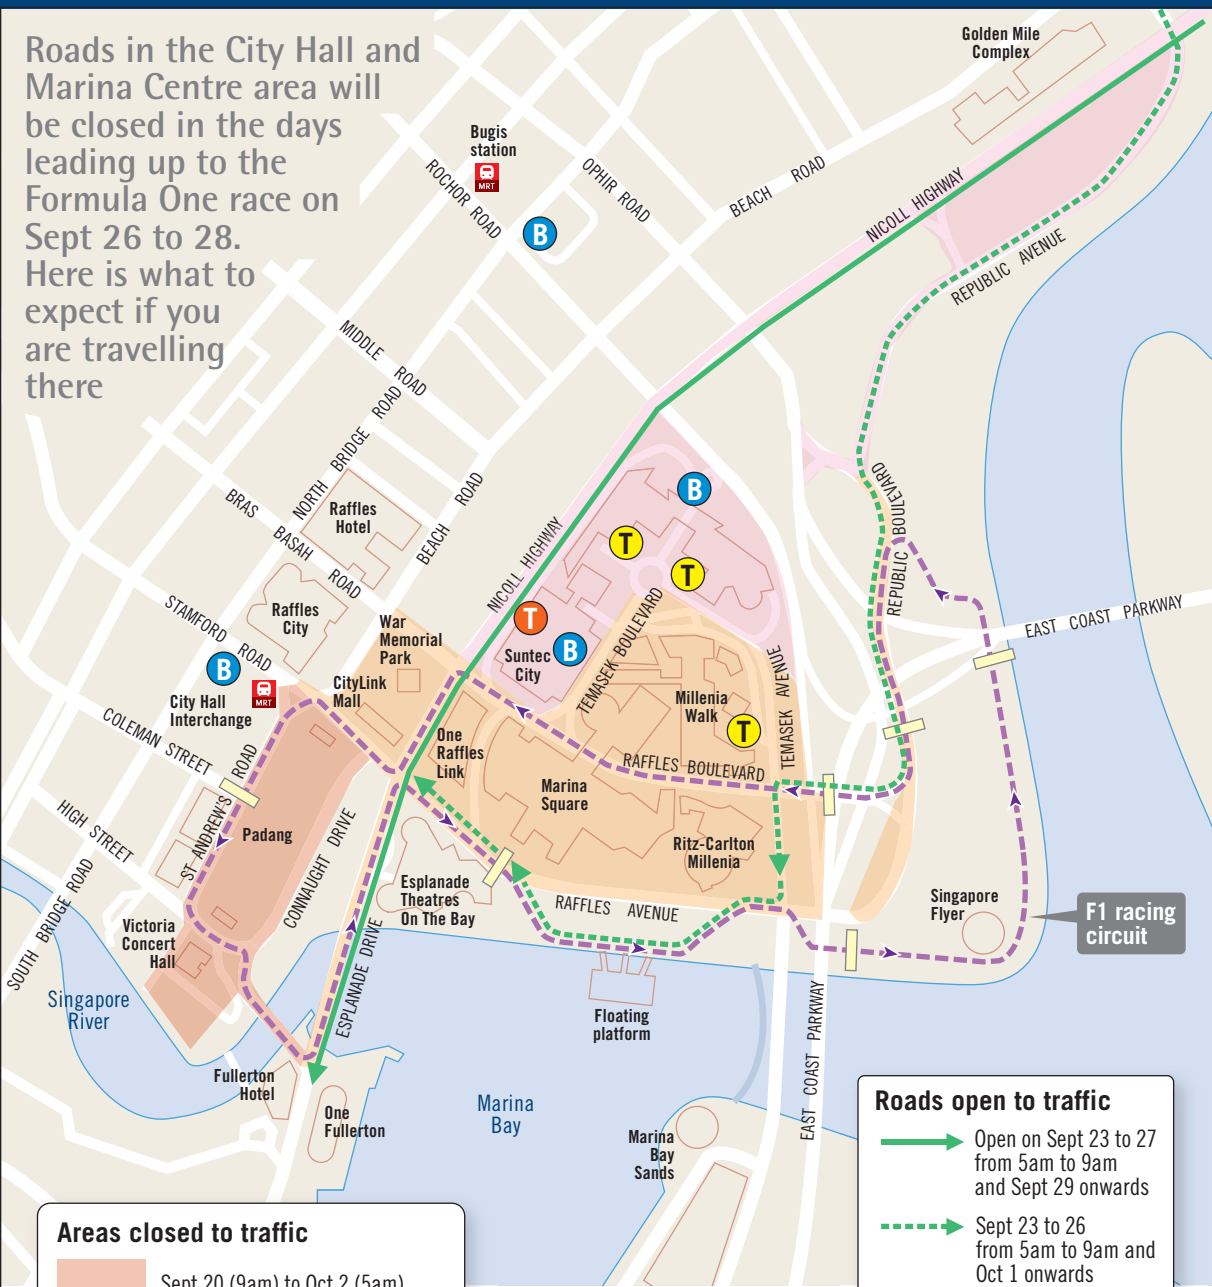 Roads in the City Hall and
Marina Centre area will
be closed in the days
leading up to the
Formula One race on
Sept 26 to 28.
Here is what to
expect if you
are travelling
there
Golden Mile
Complex
Bugis
station
MRT
ROCHOR ROAD
OPHIR ROAD
BEACH ROAD
B
NICOLL HIGHWAY
REPUBLIC AVENUE
MIDDLE ROAD
NORTH BRIDGE ROAD
BRAS BASAH ROAD
Raffles
Hotel
BEACH ROAD
B
REPUBLIC BOULEVARD
NICOLL HIGHWAY
T
T
STAMFORD ROAD
Raffles
City
War
Memorial
Park
T
B
Suntec
City
TEMASEK BOULEVARD
EAST COAST PARKWAY
B
MRT
City Hall
Interchange
CityLink
Mall
COLEMAN STREET
TEMASEK AVENUE
Millenia
Walk
T
One
Raffles
Link
RAFFLES BOULEVARD
Marina
Square
HIGH STREET
ST ANDREW'S ROAD
Padang
CONNAUGHT DRIVE
Ritz-Carlton
Millenia
Esplanade
Theatres
On The Bay
RAFFLES AVENUE
Singapore
Flyer
F1 racing
circuit
SOUTH BRIDGE ROAD
Victoria
Concert
Hall
ESPLANADE DRIVE
Singapore
River
Floating
platform
EAST COAST PARKWAY
Fullerton
Hotel
One
Fullerton
Marina
Bay
Marina
Bay
Sands
Roads open to traffic
Open on Sept 23 to 27
from 5am to 9am
and Sept 29 onwards
Sept 23 to 26
from 5am to 9am and
Oct 1 onwards
Areas closed to traffic
Sept 20 (9am) to Oct 2 (5am)